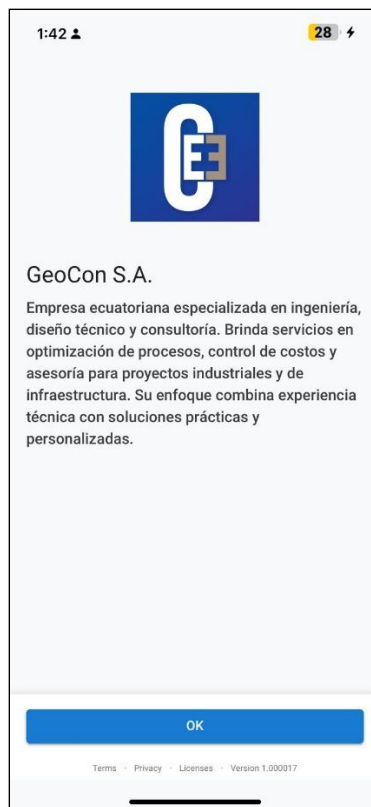 1:42
28
CEE
GeoCon S.A.
Empresa ecuatoriana especializada en ingeniería,
diseño técnico y consultoría. Brinda servicios en
optimización de procesos, control de costos y
asesoría para proyectos industriales y de
infraestructura. Su enfoque combina experiencia
técnica con soluciones prácticas y
personalizadas.
OK
Terms · Privacy · Licenses · Version 1.000017